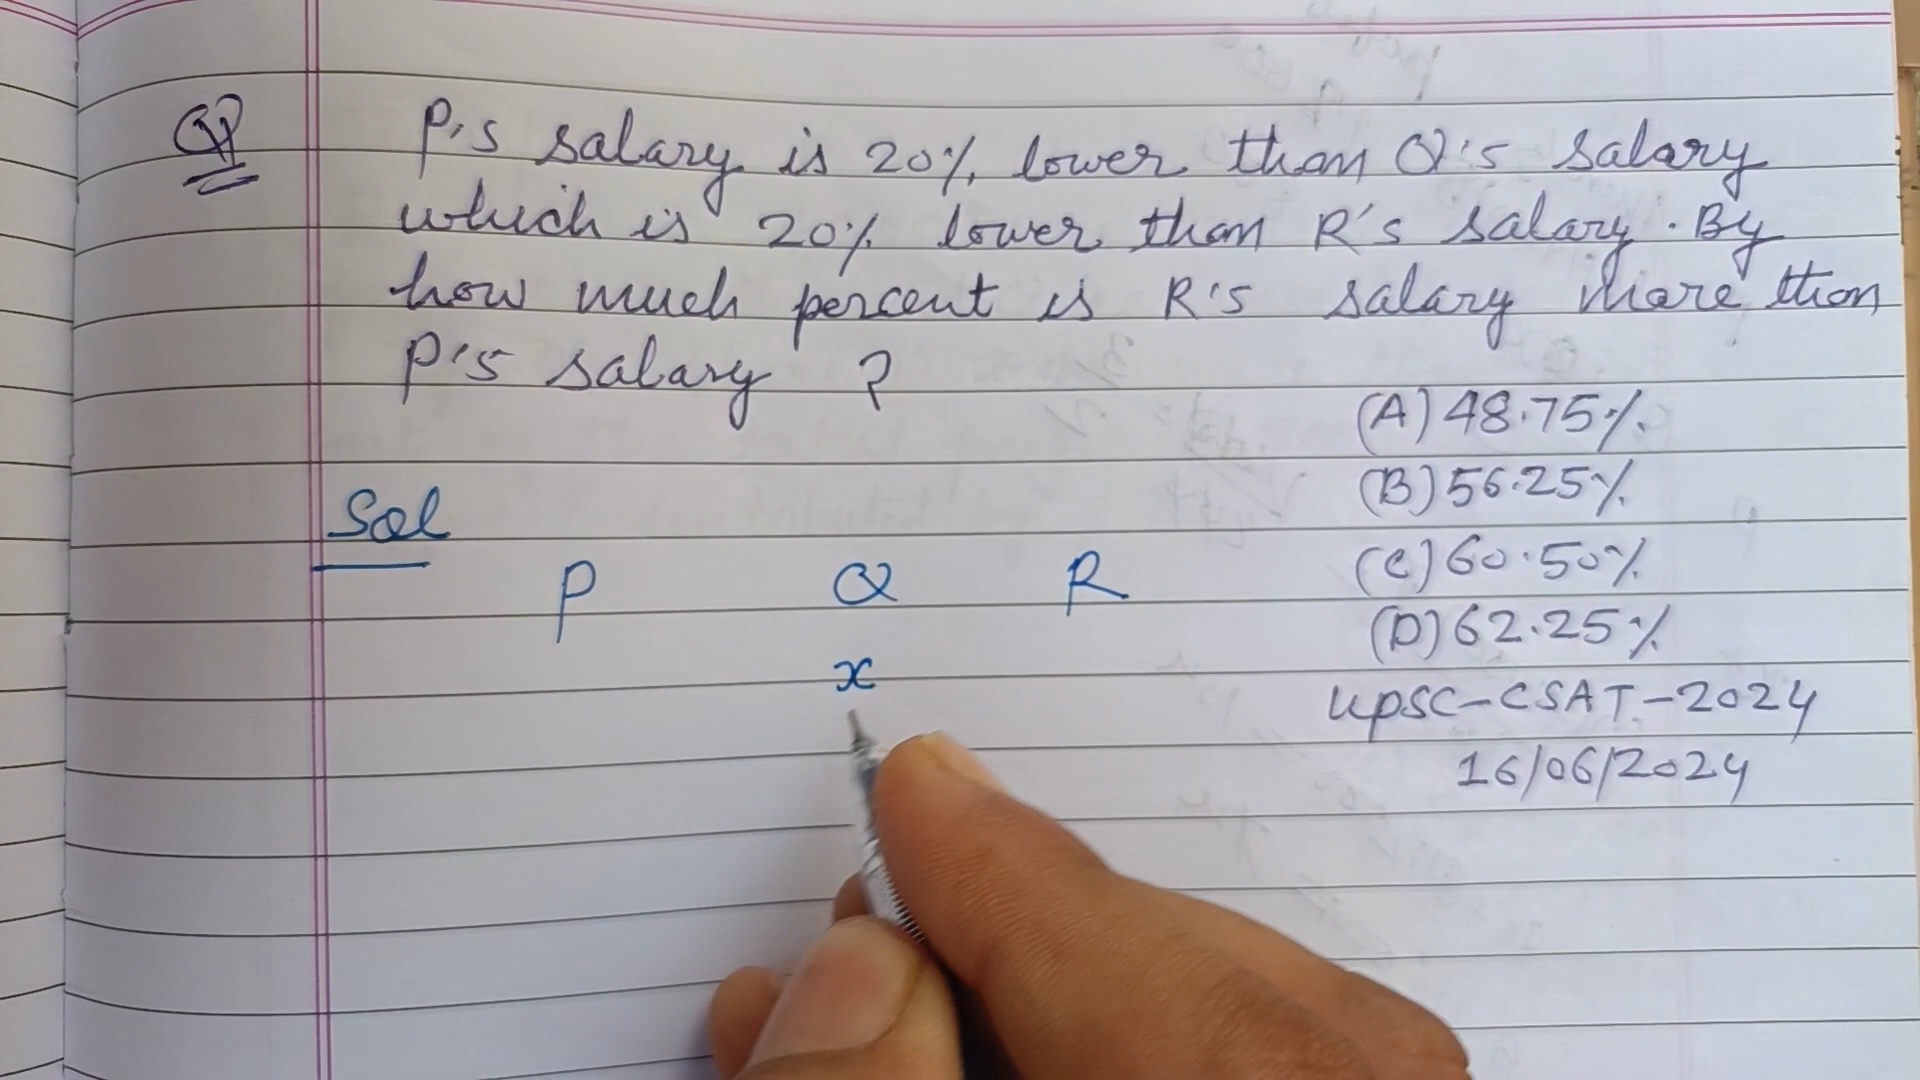 Q1 P's salary is 20% lower than Q's salary
which is 20% lower than R's salary. By
how much percent is R's salary more than
P's salary ?
(A) 48.75%
(B) 56.25%
(C) 60.50%
(D) 62.25%
UPSC-CSAT-2024
16/06/2024
Sol
P Q R
x